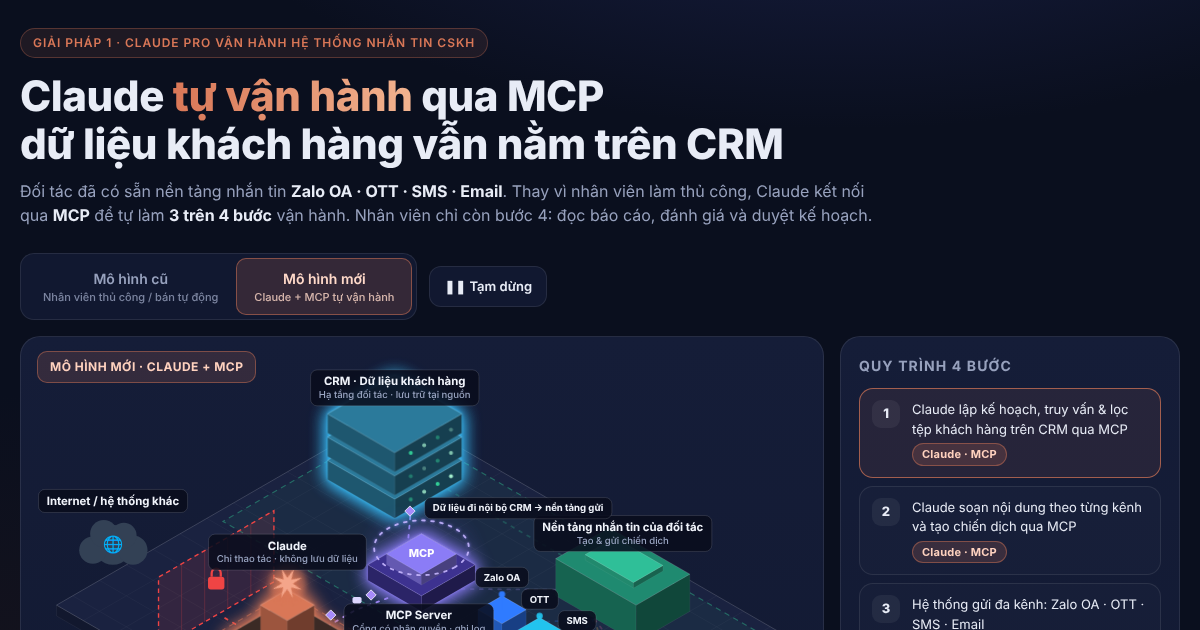 GIẢI PHÁP 1 · CLAUDE PRO VẬN HÀNH HỆ THỐNG NHẮN TIN CSKH
Claude tự vận hành qua MCP
dữ liệu khách hàng vẫn nằm trên CRM
Đối tác đã có sẵn nền tảng nhắn tin Zalo OA · OTT · SMS · Email. Thay vì nhân viên làm thủ công, Claude kết nối
qua MCP để tự làm 3 trên 4 bước vận hành. Nhân viên chỉ còn bước 4: đọc báo cáo, đánh giá và duyệt kế hoạch.
Mô hình cũ
Nhân viên thủ công / bán tự động
Mô hình mới
Claude + MCP tự vận hành
❚❚ Tạm dừng
MÔ HÌNH MỚI · CLAUDE + MCP
CRM · Dữ liệu khách hàng
Hạ tầng đối tác · lưu trữ tại nguồn
Internet / hệ thống khác
Dữ liệu đi nội bộ CRM → nền tảng gửi
Nền tảng nhắn tin của đối tác
Tạo & gửi chiến dịch
Claude
Chỉ thao tác · không lưu dữ liệu
MCP
Zalo OA
OTT
SMS
MCP Server
Cổng có phân quyền · ghi log
QUY TRÌNH 4 BƯỚC
1
Claude lập kế hoạch, truy vấn & lọc
tệp khách hàng trên CRM qua MCP
Claude · MCP
2
Claude soạn nội dung theo từng kênh
và tạo chiến dịch qua MCP
Claude · MCP
3
Hệ thống gửi đa kênh: Zalo OA · OTT ·
SMS · Email